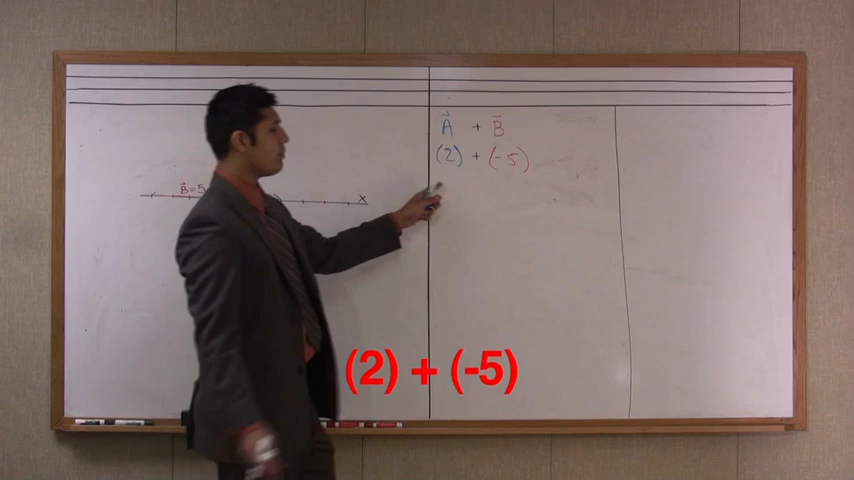 A⃗ + B⃗
(2) + (-5)
B⃗ = 5
X
(2) + (-5)